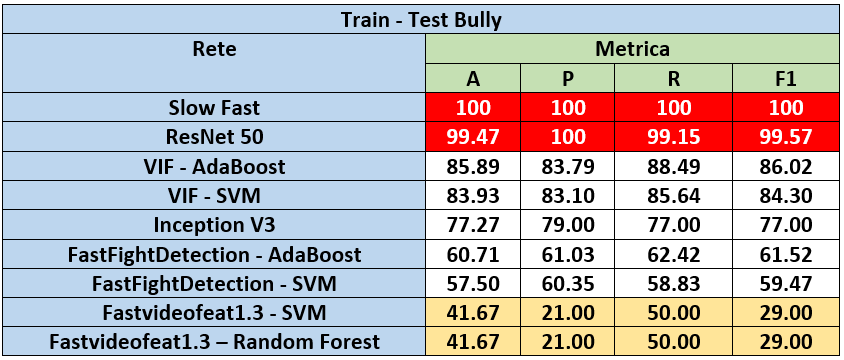 Train - Test Bully
Rete Metrica
A P R F1
Slow Fast 100 100 100 100
ResNet 50 99.47 100 99.15 99.57
VIF - AdaBoost 85.89 83.79 88.49 86.02
VIF - SVM 83.93 83.10 85.64 84.30
Inception V3 77.27 79.00 77.00 77.00
FastFightDetection - AdaBoost 60.71 61.03 62.42 61.52
FastFightDetection - SVM 57.50 60.35 58.83 59.47
Fastvideofeat1.3 - SVM 41.67 21.00 50.00 29.00
Fastvideofeat1.3 – Random Forest 41.67 21.00 50.00 29.00